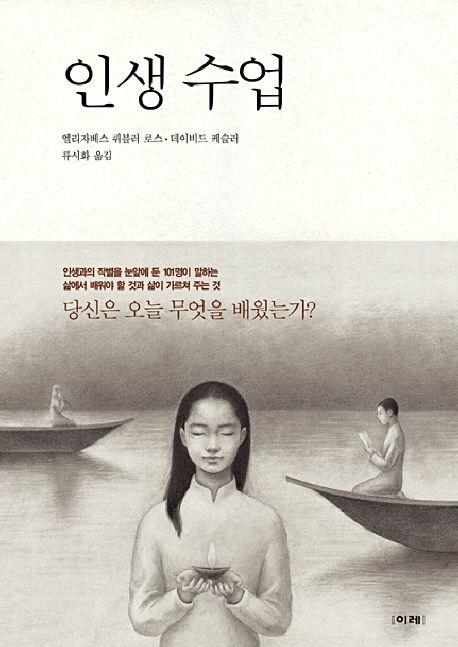 인생 수업
엘리자베스 퀴블러 로스 · 데이비드 케슬러
류시화 옮김
인생과의 작별을 눈앞에 둔 101명이 말하는
삶에서 배워야 할 것과 삶이 가르쳐 주는 것
당신은 오늘 무엇을 배웠는가?
이레